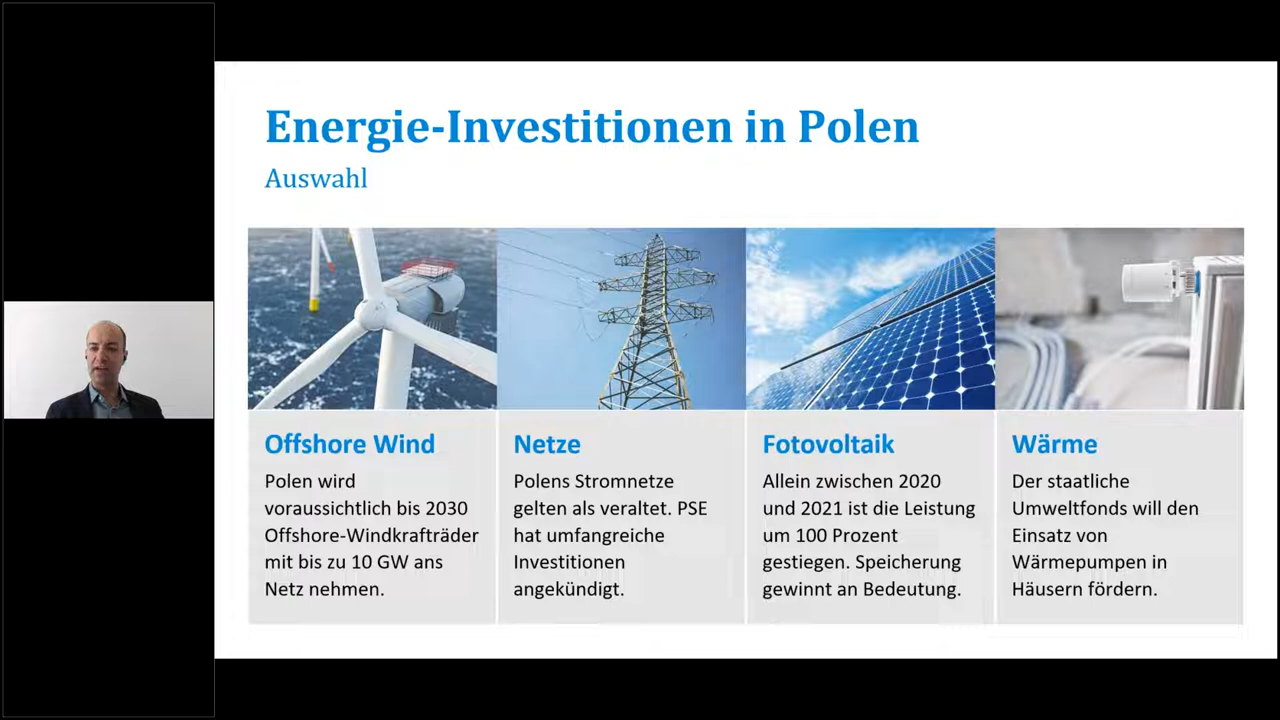 Energie-Investitionen in Polen
Auswahl
Offshore Wind
Polen wird
voraussichtlich bis 2030
Offshore-Windkrafträder
mit bis zu 10 GW ans
Netz nehmen.
Netze
Polens Stromnetze
gelten als veraltet. PSE
hat umfangreiche
Investitionen
angekündigt.
Fotovoltaik
Allein zwischen 2020
und 2021 ist die Leistung
um 100 Prozent
gestiegen. Speicherung
gewinnt an Bedeutung.
Wärme
Der staatliche
Umweltfonds will den
Einsatz von
Wärmepumpen in
Häusern fördern.